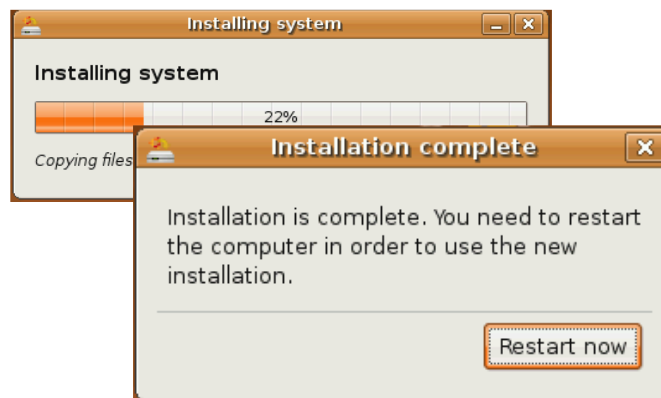 Installing system
Installing system
22%
Copying files
Installation complete
Installation is complete. You need to restart
the computer in order to use the new
installation.
Restart now